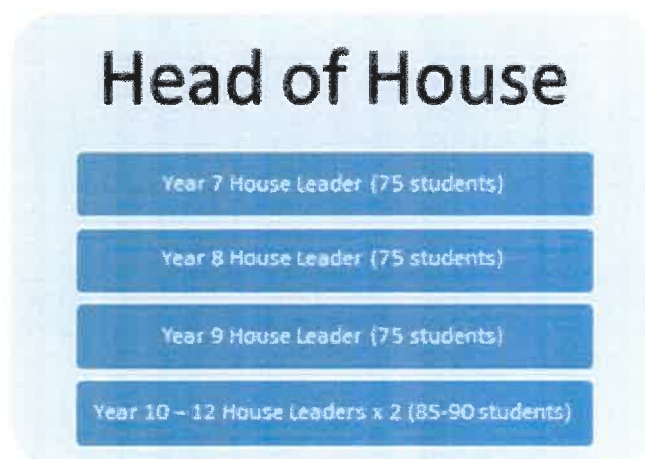 Head of House
Year 7 House Leader (75 students)
Year 8 House Leader (75 students)
Year 9 House Leader (75 students)
Year 10 – 12 House Leaders x 2 (85-90 students)